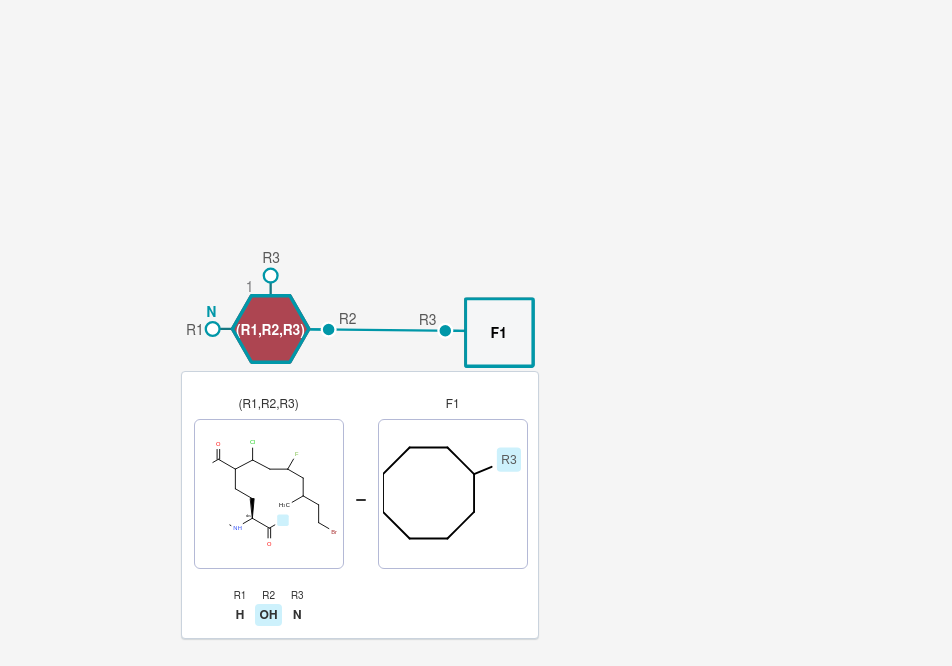 R3
1
N
R1 (R1,R2,R3) R2 R3 F1
(R1,R2,R3) F1
O Cl F
R3
H₃C
NH O Br
R1 R2 R3
H OH N